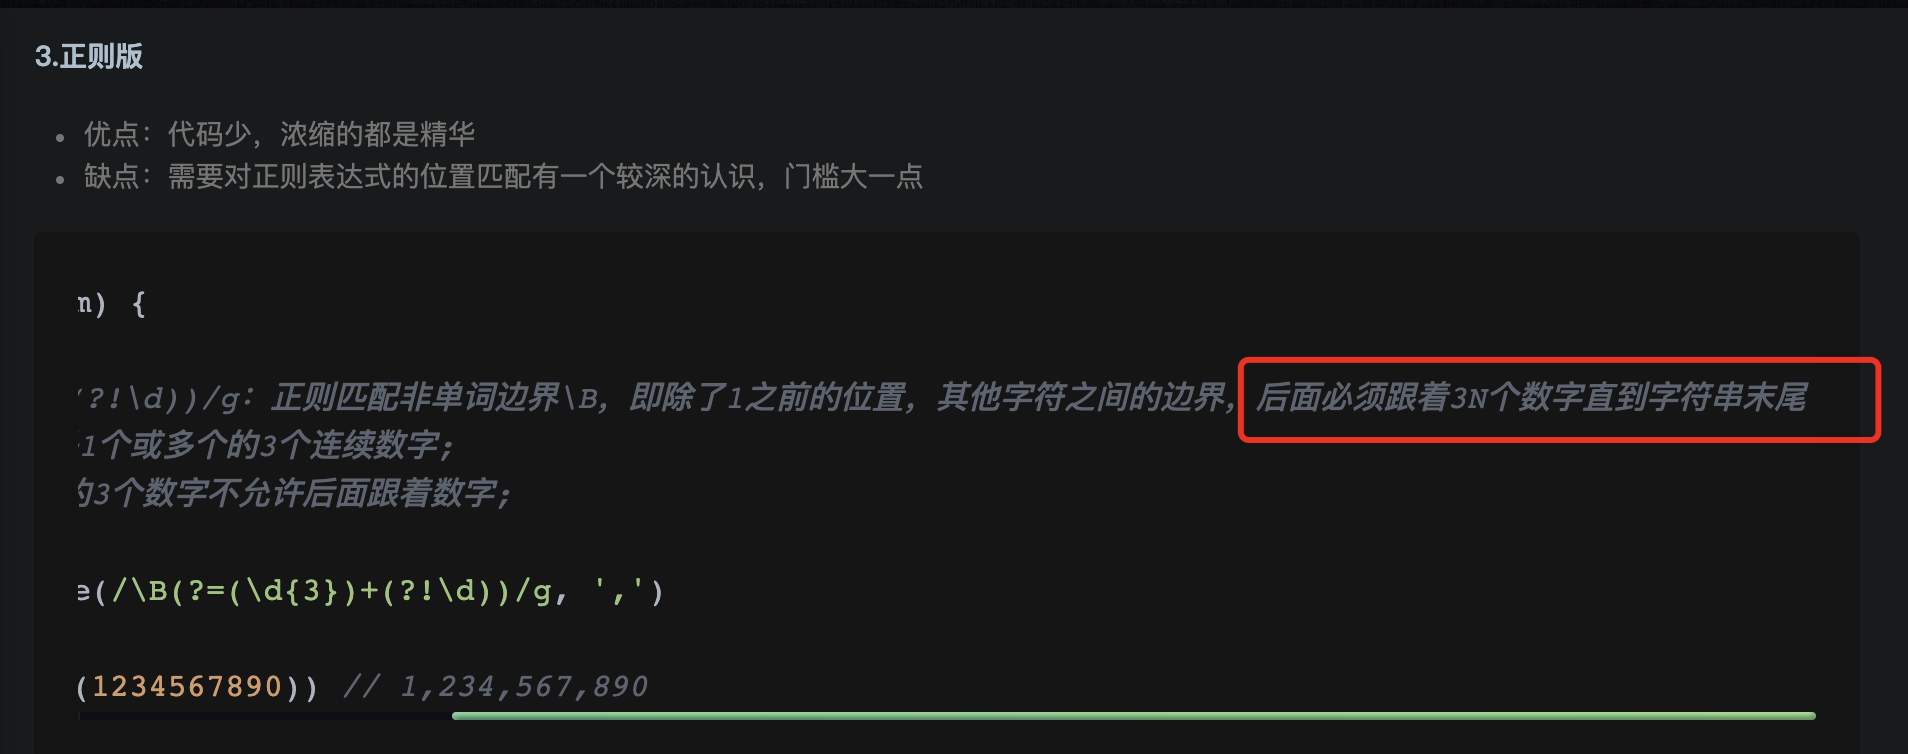 3.正则版
优点：代码少，浓缩的都是精华
缺点：需要对正则表达式的位置匹配有一个较深的认识，门槛大一点
) {
?!\d))/g：正则匹配非单词边界\B，即除了1之前的位置，其他字符之间的边界，后面必须跟着3N个数字直到字符串末尾
1个或多个的3个连续数字；
的3个数字不允许后面跟着数字；
e(/\B(?=(\d{3})+(?!\d))/g, ',')
(1234567890)) // 1,234,567,890